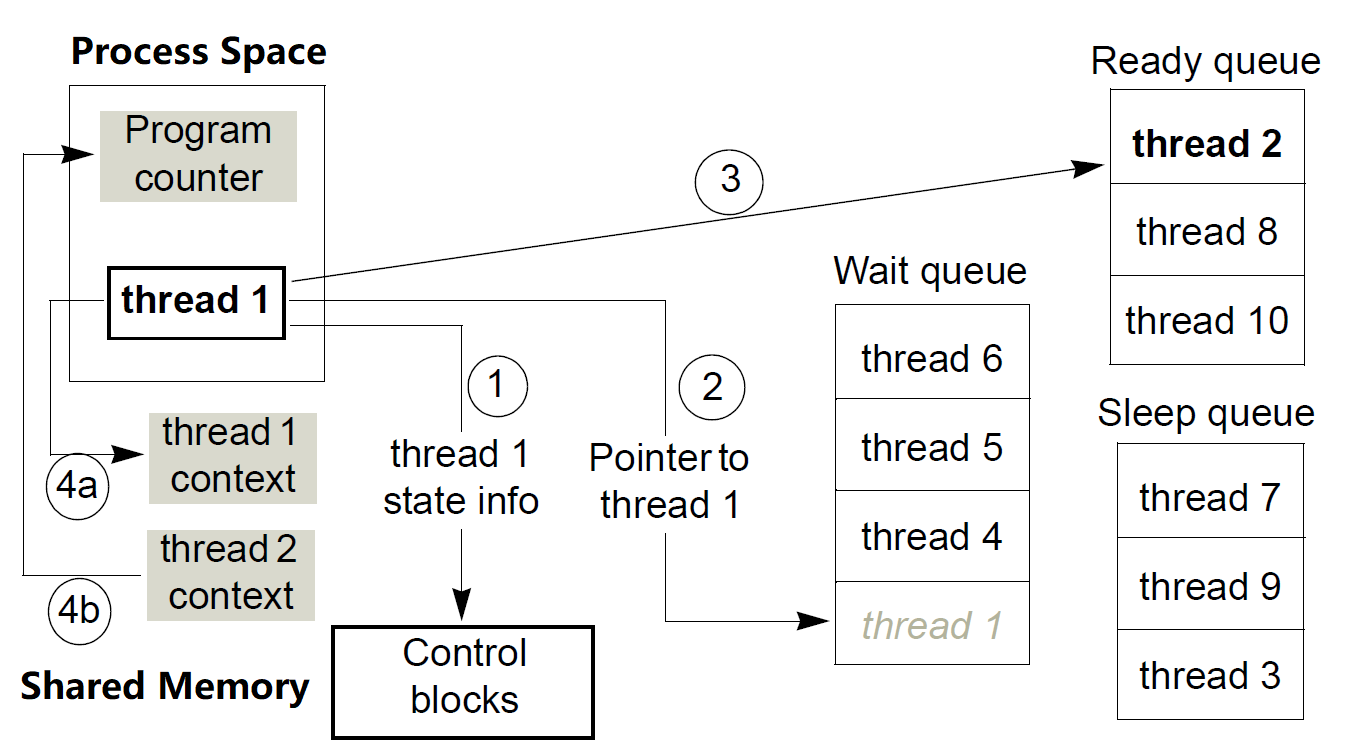 Process Space
Program
counter
thread 1
thread 1
context
4a
thread 2
context
4b
Shared Memory
1
thread 1
state info
Control
blocks
2
Pointer to
thread 1
3
Wait queue
thread 6
thread 5
thread 4
thread 1
Ready queue
thread 2
thread 8
thread 10
Sleep queue
thread 7
thread 9
thread 3